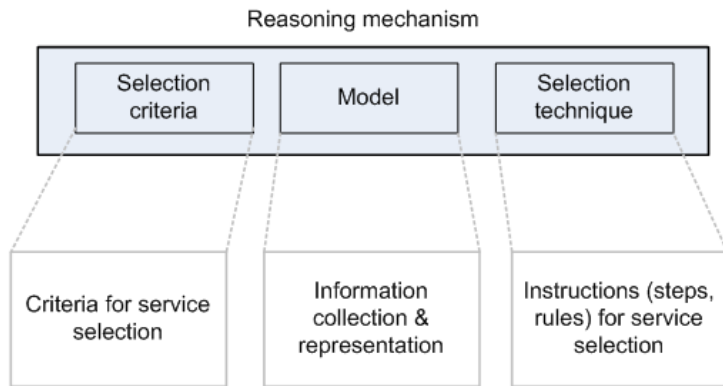 Reasoning mechanism
Selection
criteria
Model
Selection
technique
Criteria for service
selection
Information
collection &
representation
Instructions (steps,
rules) for service
selection